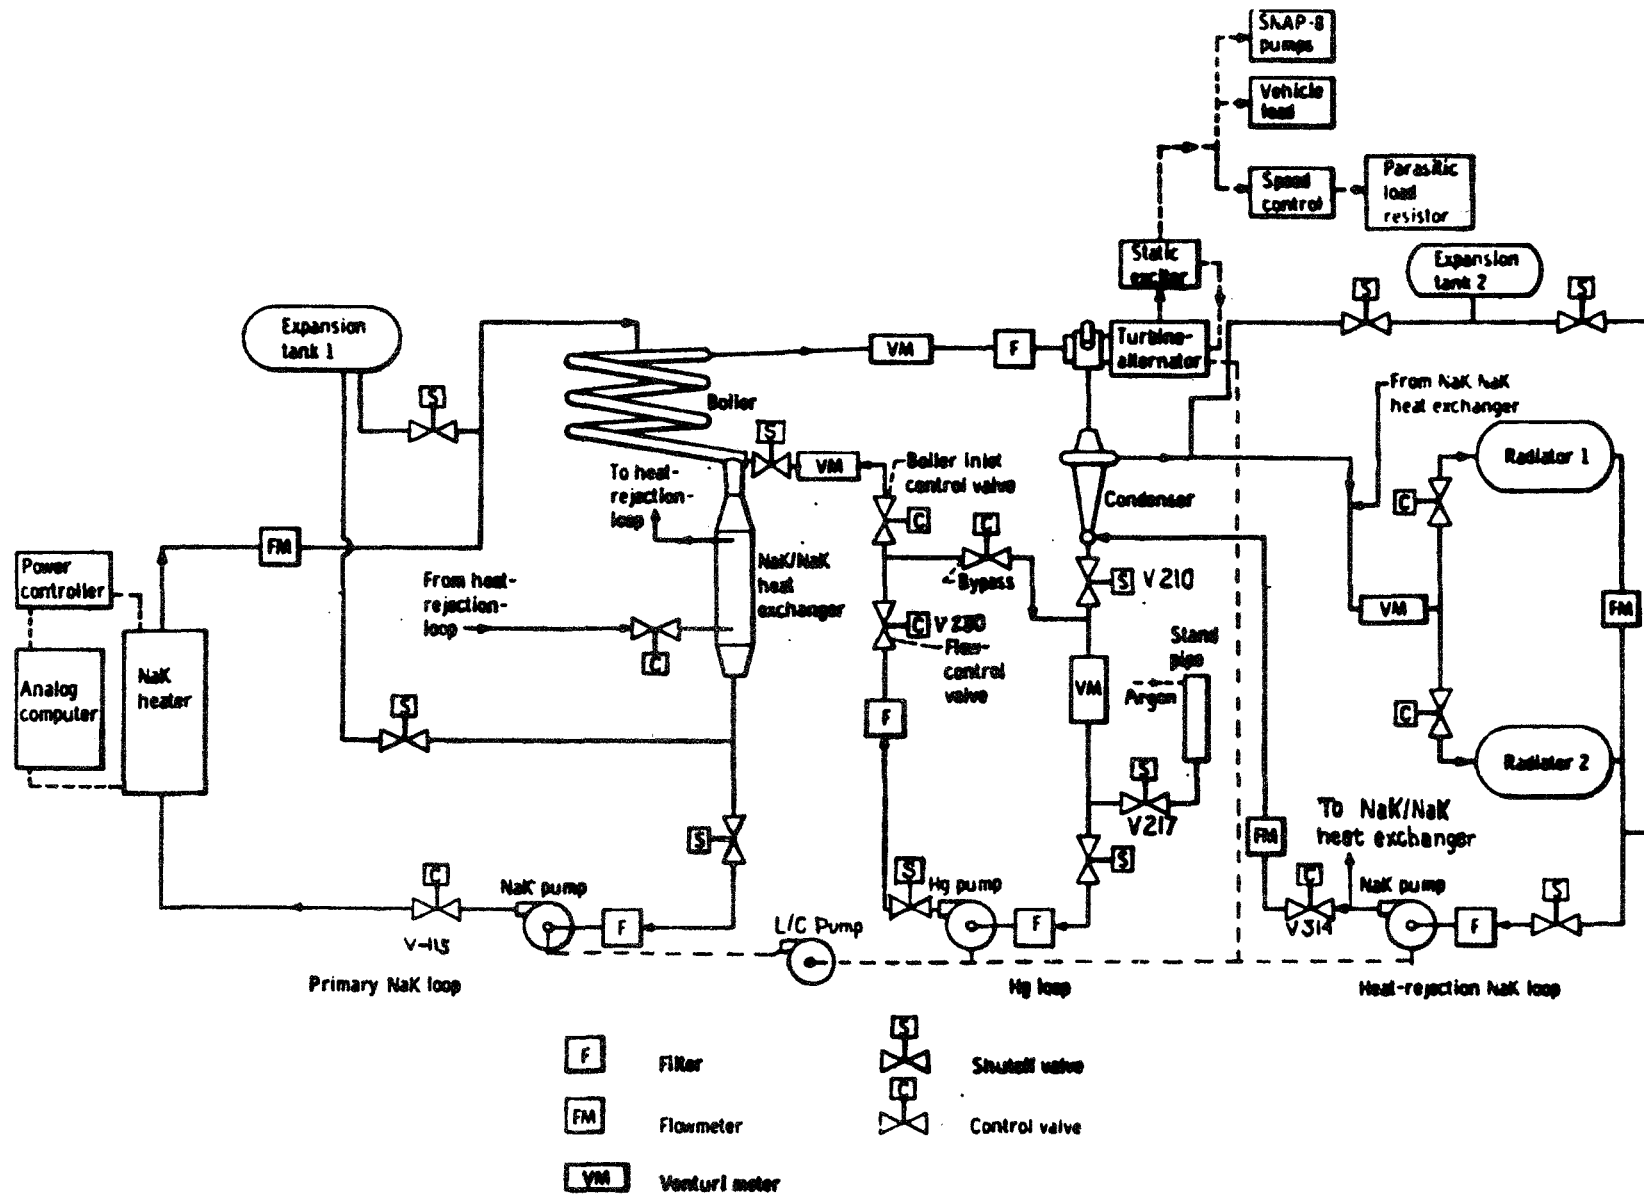 SNAP-8
pumps
Vehicle
load
Speed
control
Parasitic
load
resistor
Static
exciter
Expansion
tank 2
S
S
Expansion
tank 1
Turbine-
alternator
VM
F
From NaK NaK
heat exchanger
S
Boiler
S
VM
Boiler inlet
control valve
Radiator 1
To heat-
rejection-
loop
C
C
Condenser
C
FM
NaK/NaK
heat
exchanger
Bypass
S
V210
Power
controller
From heat-
rejection-
loop
VM
FM
C
C
Flow-
control
valve
Stand
pipe
NaK
heater
Analog
computer
VM
Argon
S
F
C
Radiator 2
S
V217
To NaK/NaK
heat exchanger
S
FM
S
C
NaK pump
S
Hg pump
C
NaK pump
S
F
L/C Pump
F
V314
F
Primary NaK loop
Hg loop
Heat-rejection NaK loop
F
Filter
S
Shutoff valve
FM
Flowmeter
C
Control valve
VM
Venturi meter